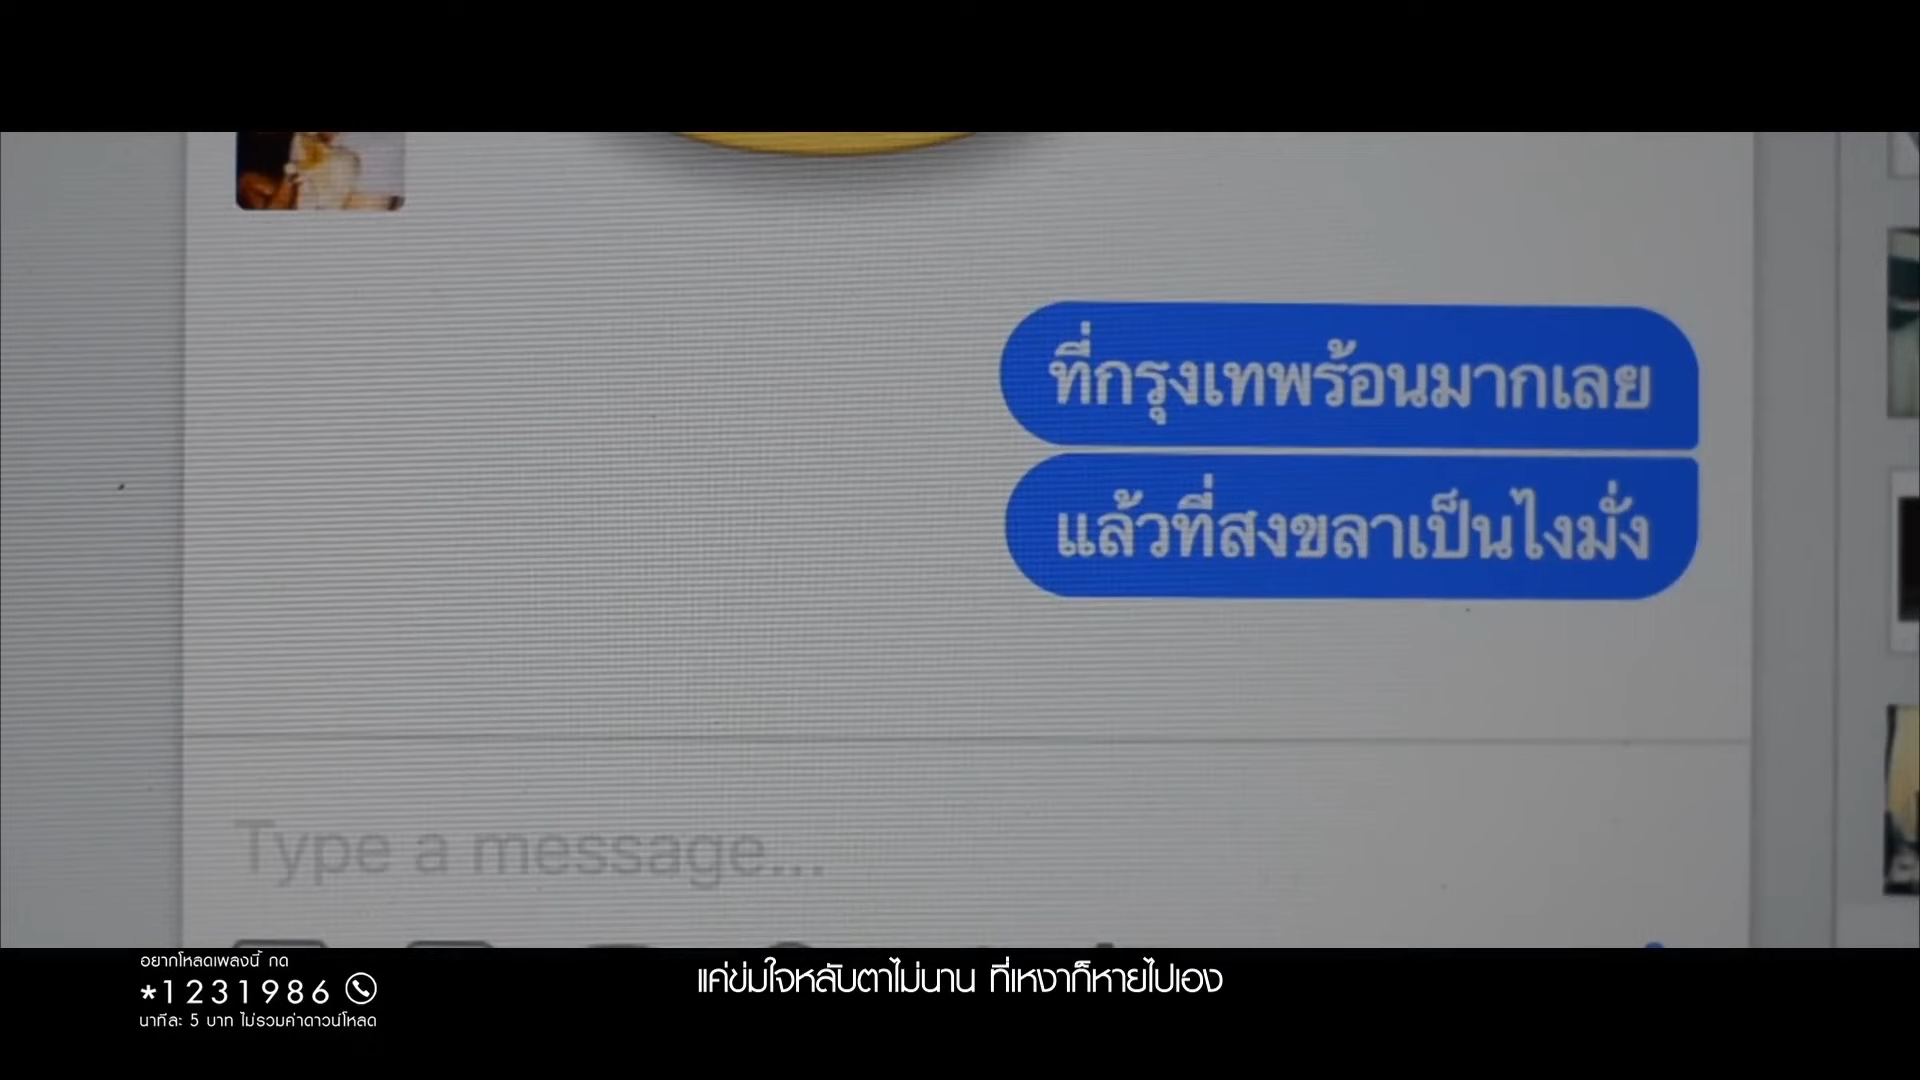 ที่กรุงเทพร้อนมากเลย
แล้วที่สงขลาเป็นไงมั่ง
Type a message...
อยากโหลดเพลงนี้ กด
*1231986
นาทีละ 5 บาท ไม่รวมค่าดาวน์โหลด
แค่ข่มใจหลับตาไม่นาน ที่เหงาก็หายไปเอง